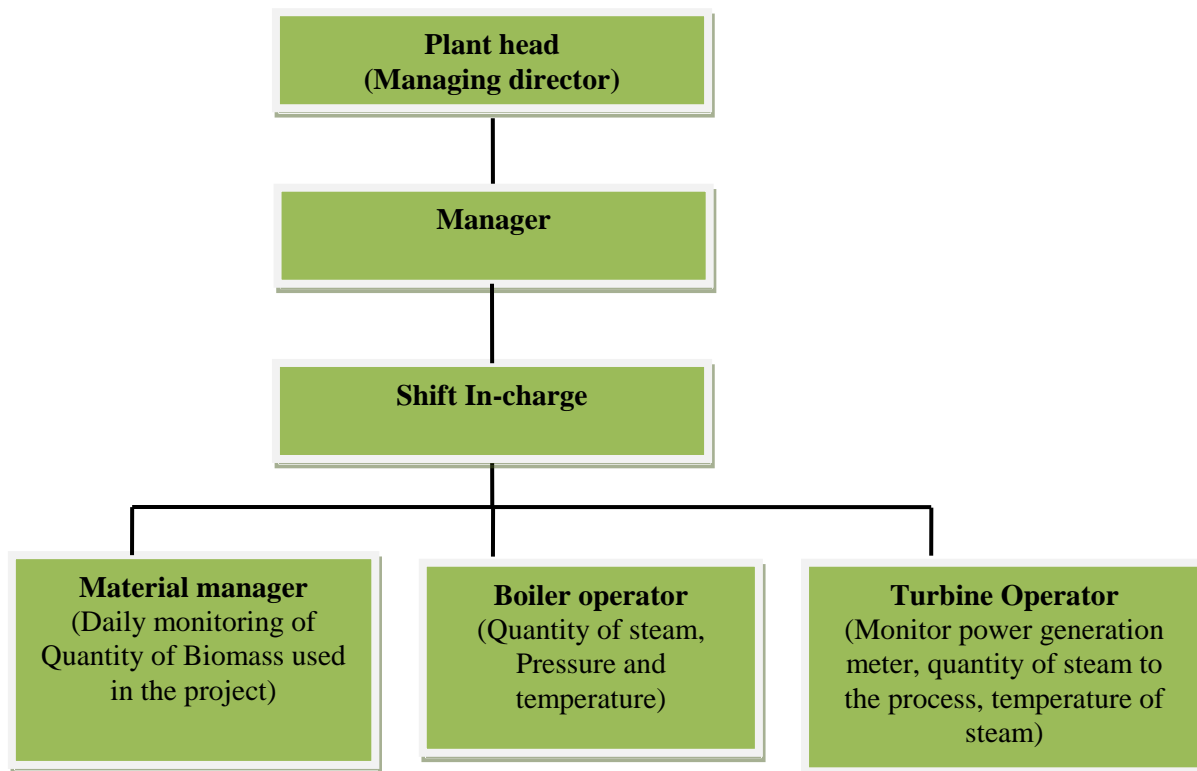 Plant head
(Managing director)
Manager
Shift In-charge
Material manager
(Daily monitoring of
Quantity of Biomass used
in the project)
Boiler operator
(Quantity of steam,
Pressure and
temperature)
Turbine Operator
(Monitor power generation
meter, quantity of steam to
the process, temperature of
steam)